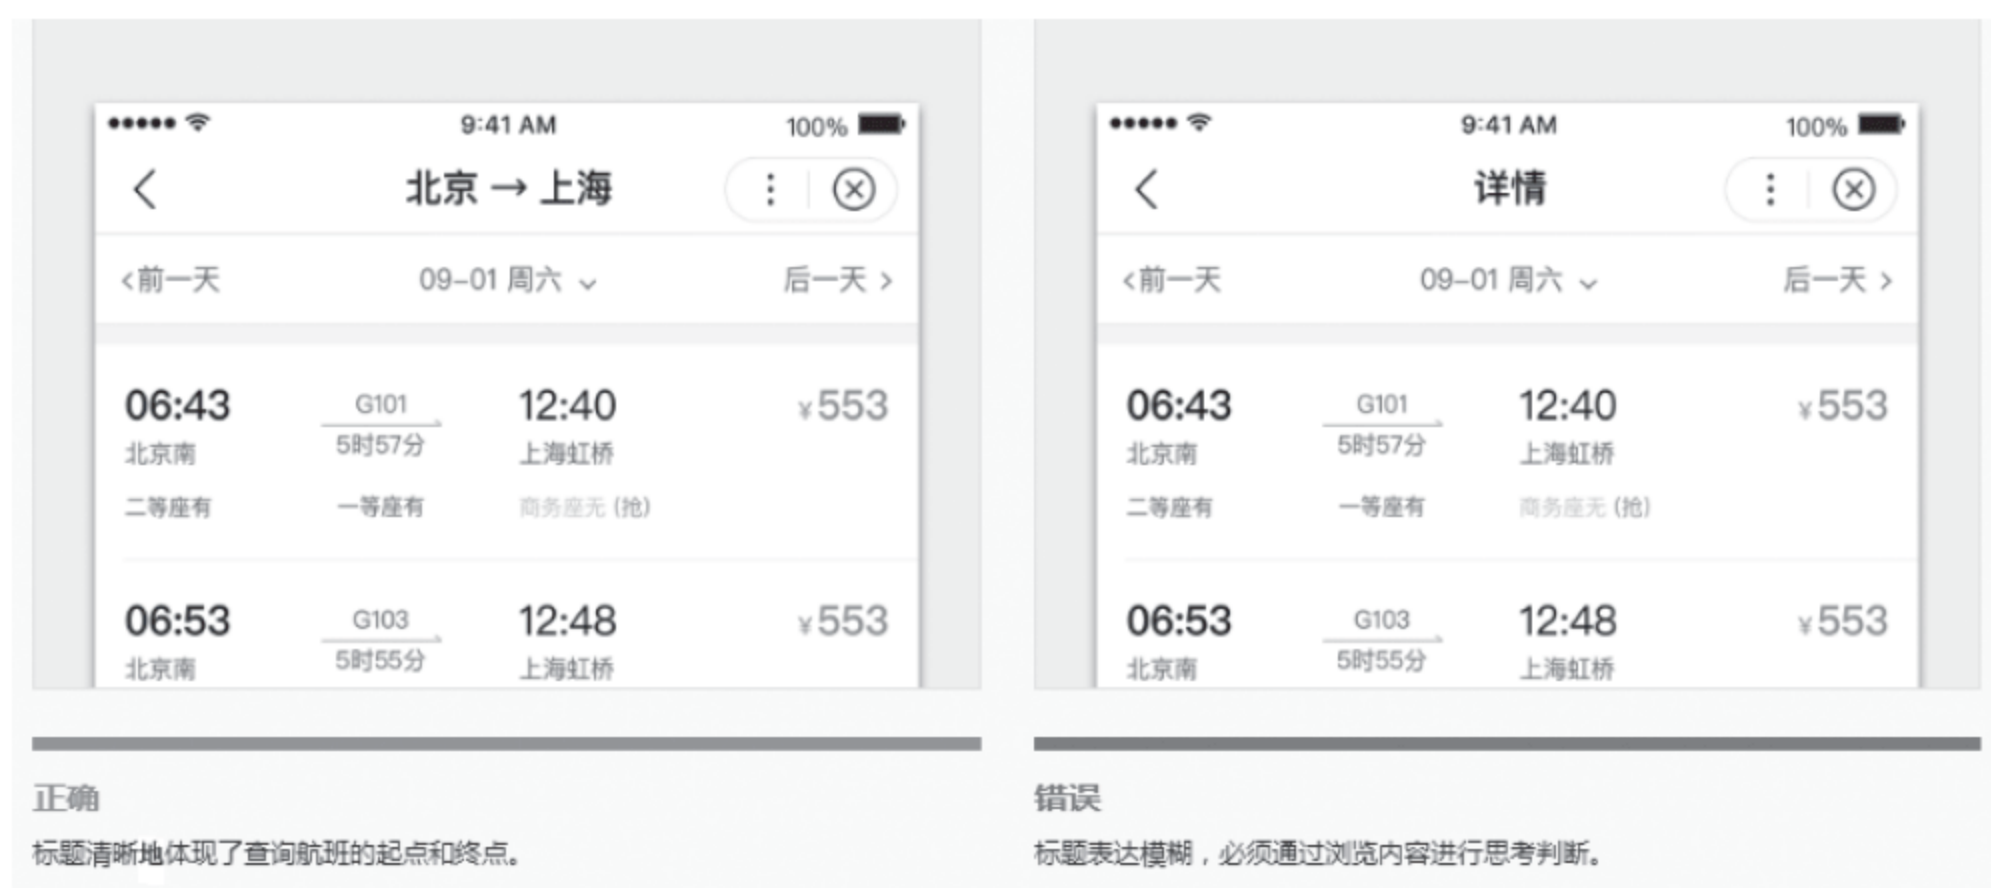 9:41 AM 100%
北京 → 上海
<前一天 09-01 周六 后一天 >
06:43 G101 12:40 ¥553
北京南 5时57分 上海虹桥
二等座有 一等座有 商务座无 (抢)
06:53 G103 12:48 ¥553
北京南 5时55分 上海虹桥
正确
标题清晰地体现了查询航班的起点和终点。
9:41 AM 100%
详情
<前一天 09-01 周六 后一天 >
06:43 G101 12:40 ¥553
北京南 5时57分 上海虹桥
二等座有 一等座有 商务座无 (抢)
06:53 G103 12:48 ¥553
北京南 5时55分 上海虹桥
错误
标题表达模糊，必须通过浏览内容进行思考判断。